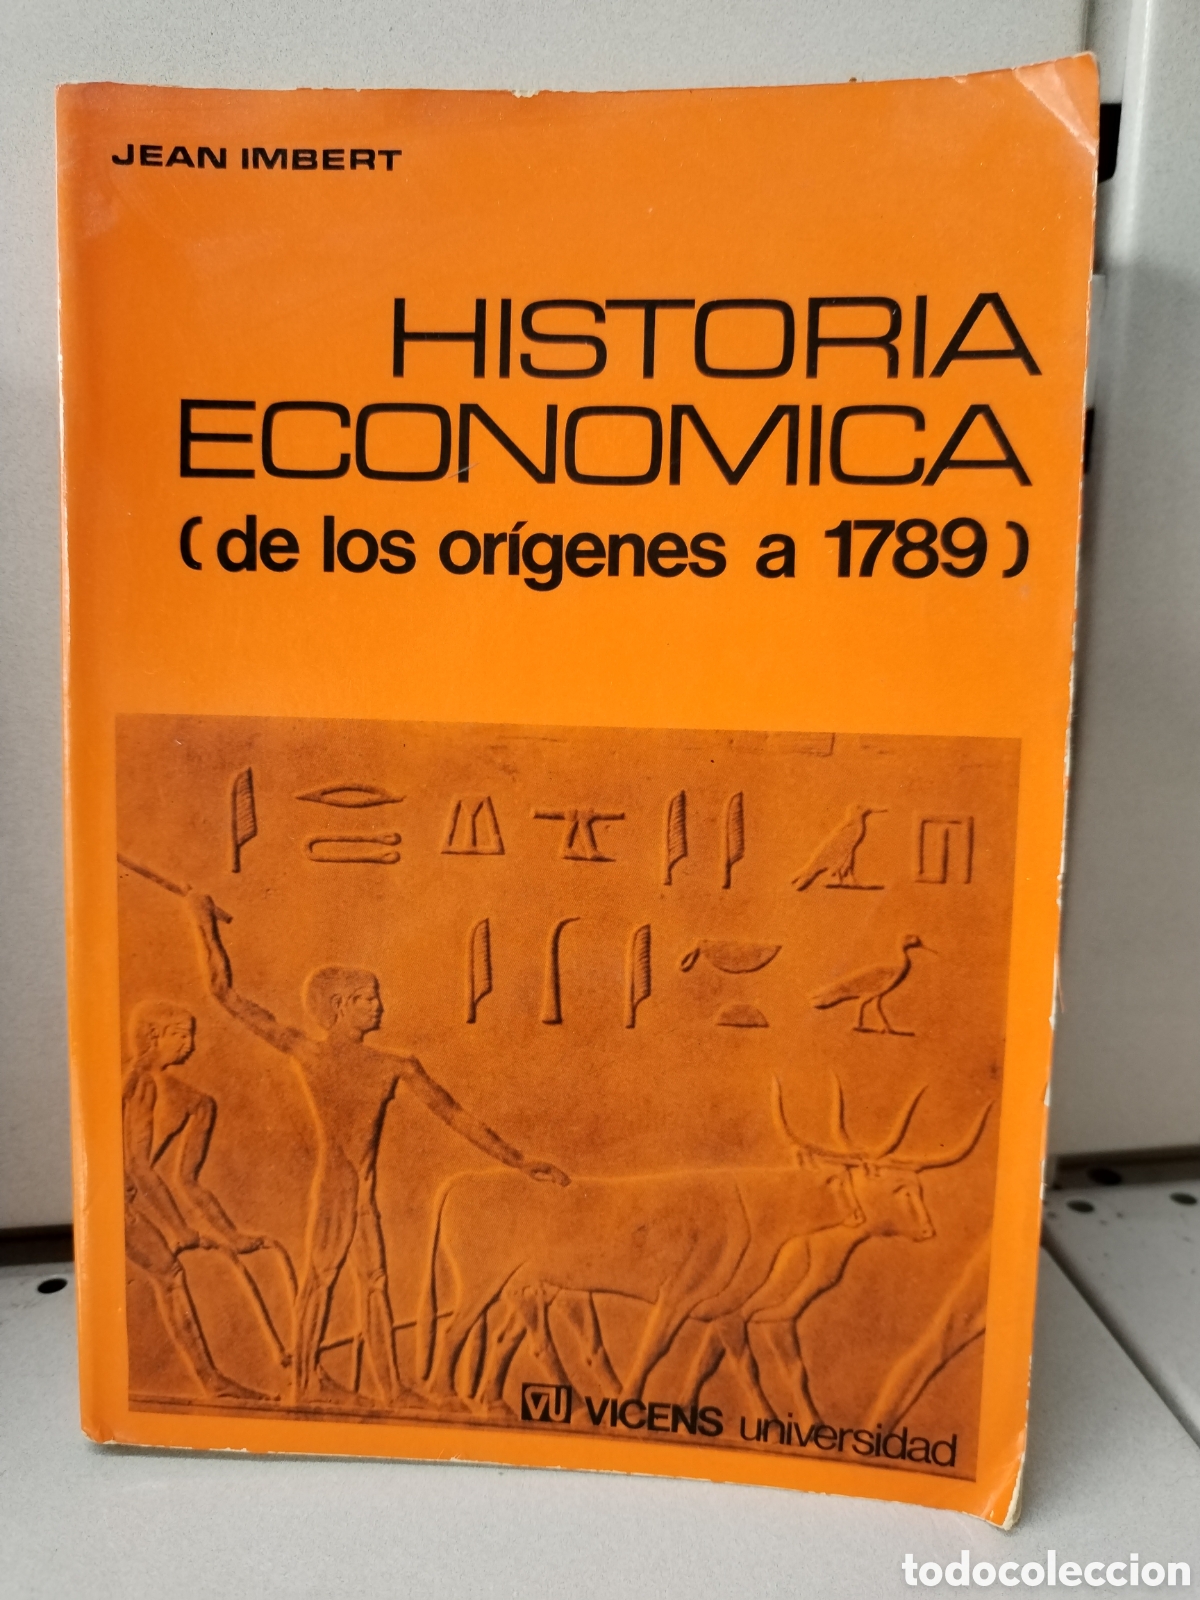 JEAN IMBERT
HISTORIA
ECONOMICA
(de los orígenes a 1789)
VU VICENS universidad
todocoleccion